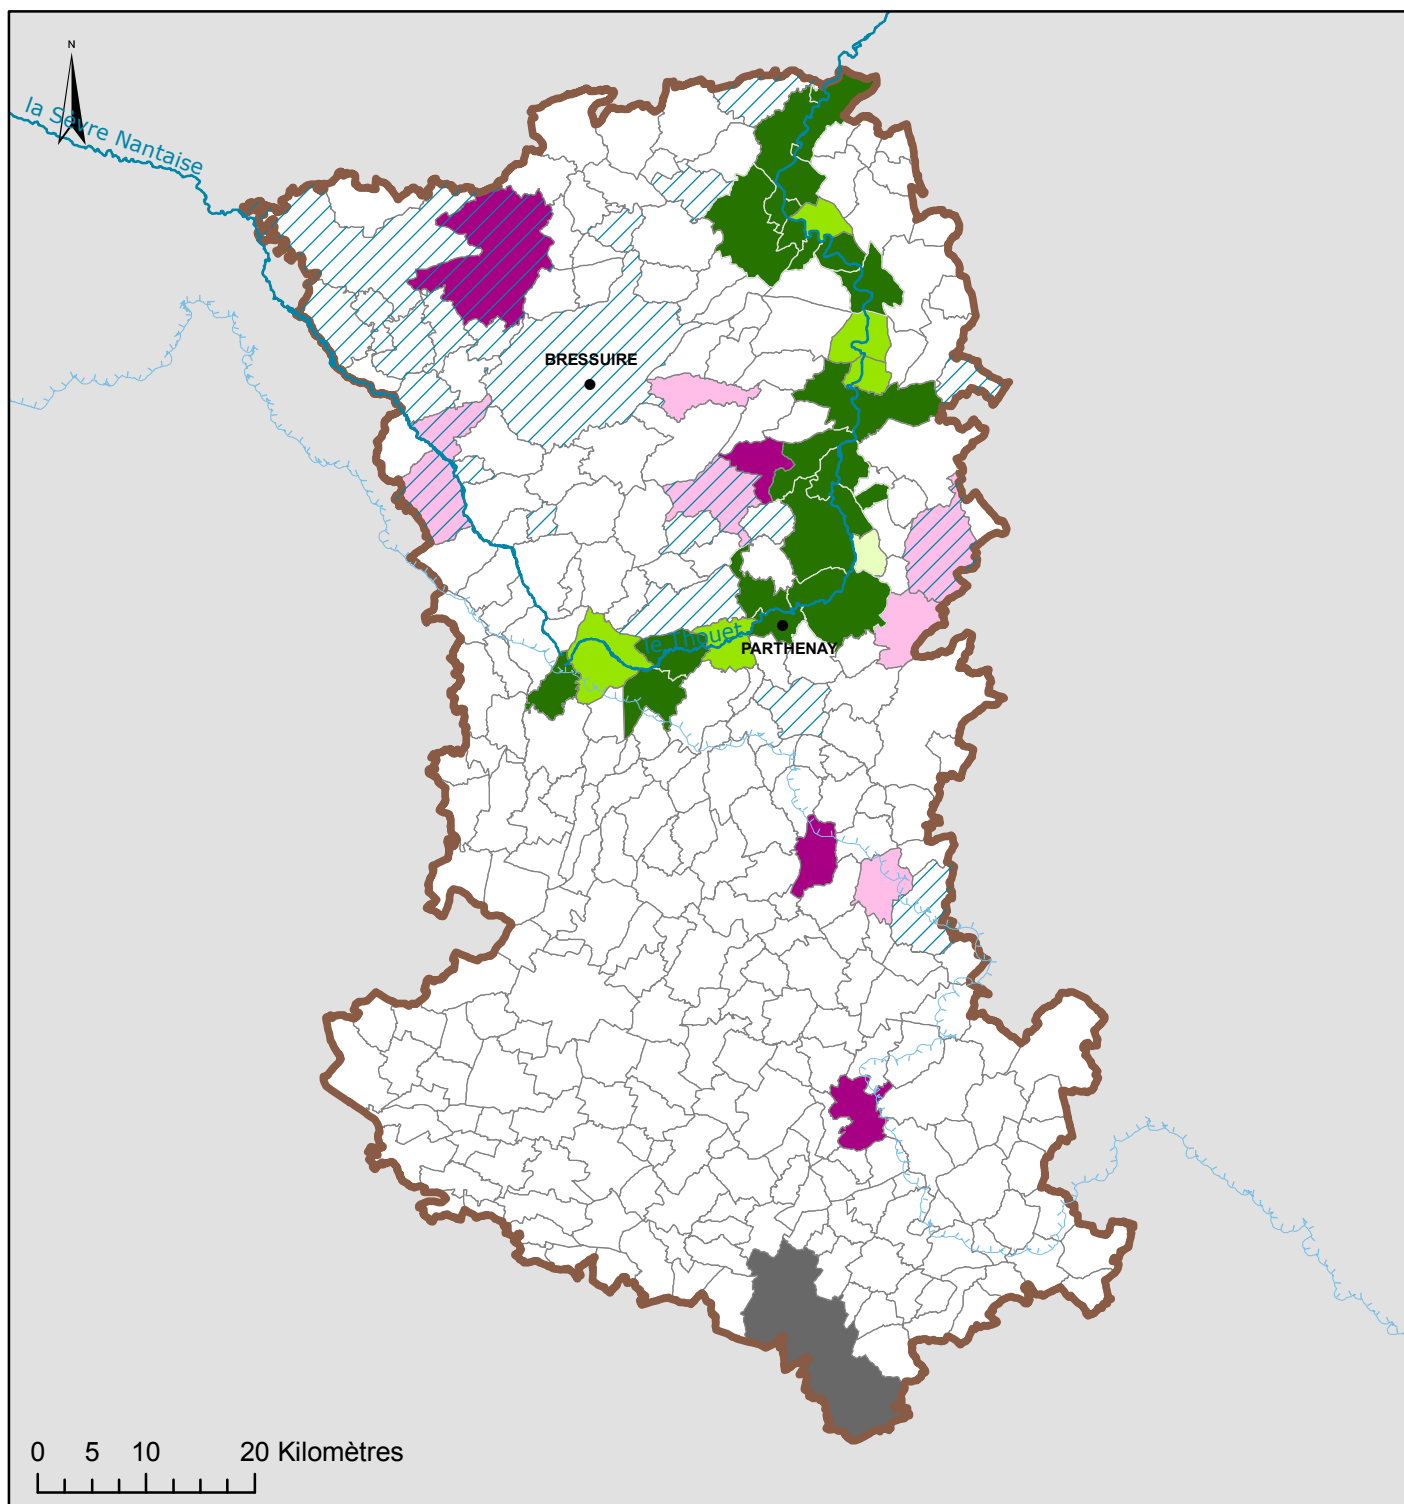 N
la Sèvre Nantaise
BRESSUIRE
le Thouet
PARTHENAY
0 5 10 20 Kilomètres